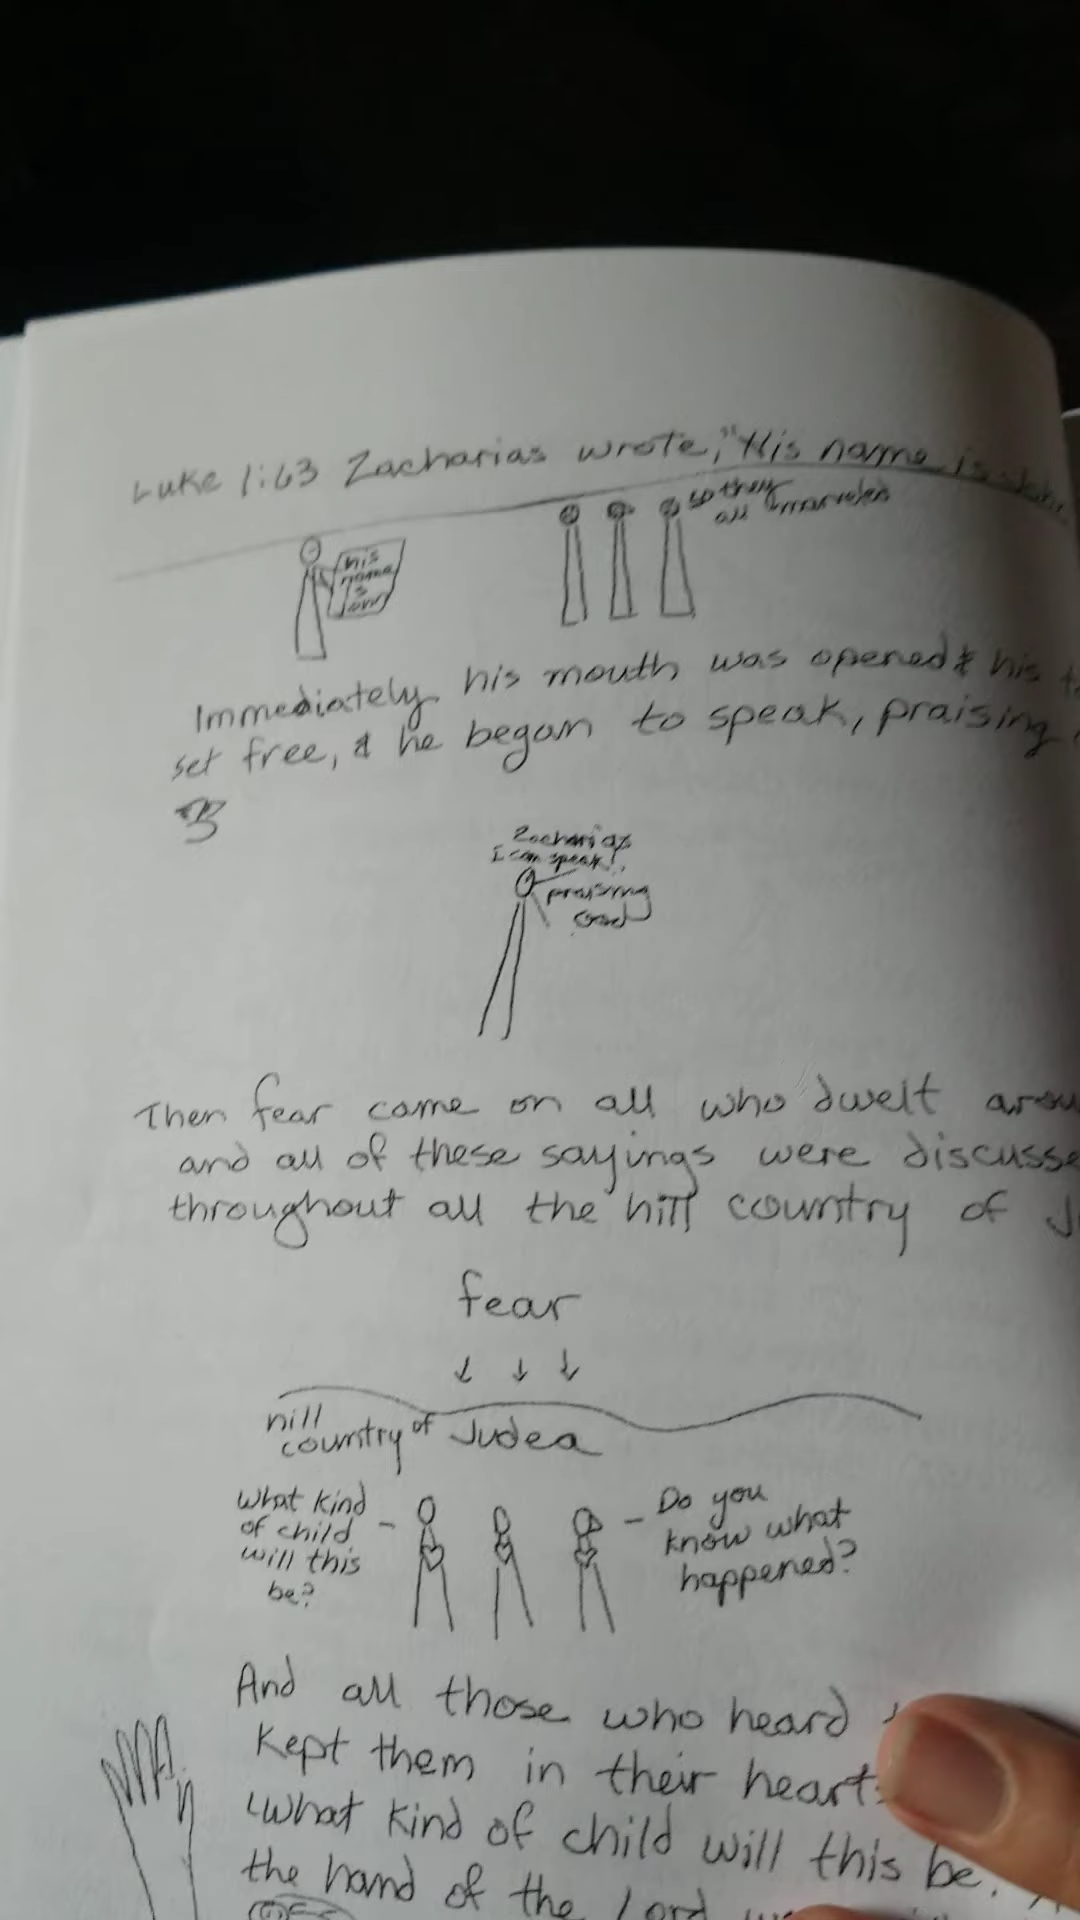 Luke 1:63 Zacharias wrote, "His name is John
so they
all marveled
his
name
is
John
Immediately his mouth was opened & his
set free, & he began to speak, praising
Zacharias
I can speak!
praising
God
Then fear came on all who dwelt
and all of these sayings were discusse
throughout all the hill country of J
fear
hill
country of Judea
What kind
of child
will this
be?
Do you
know what
happened?
And all those who heard
kept them in their hearts
what kind of child will this be.
the hand of the Lord